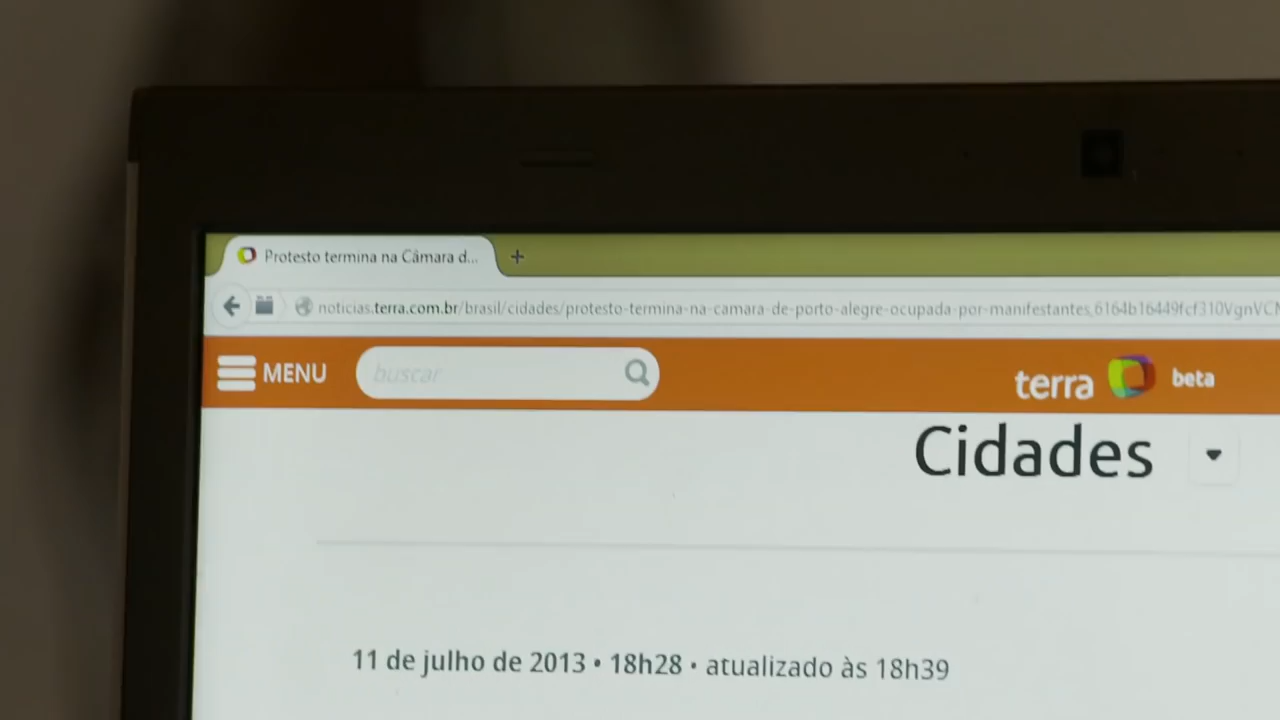 Protesto termina na Câmara d...
noticias.terra.com.br/brasil/cidades/protesto-termina-na-camara-de-porto-alegre-ocupada-por-manifestantes,6164b16449fcf310VgnVCM
MENU
buscar
terra beta
Cidades
11 de julho de 2013 • 18h28 • atualizado às 18h39